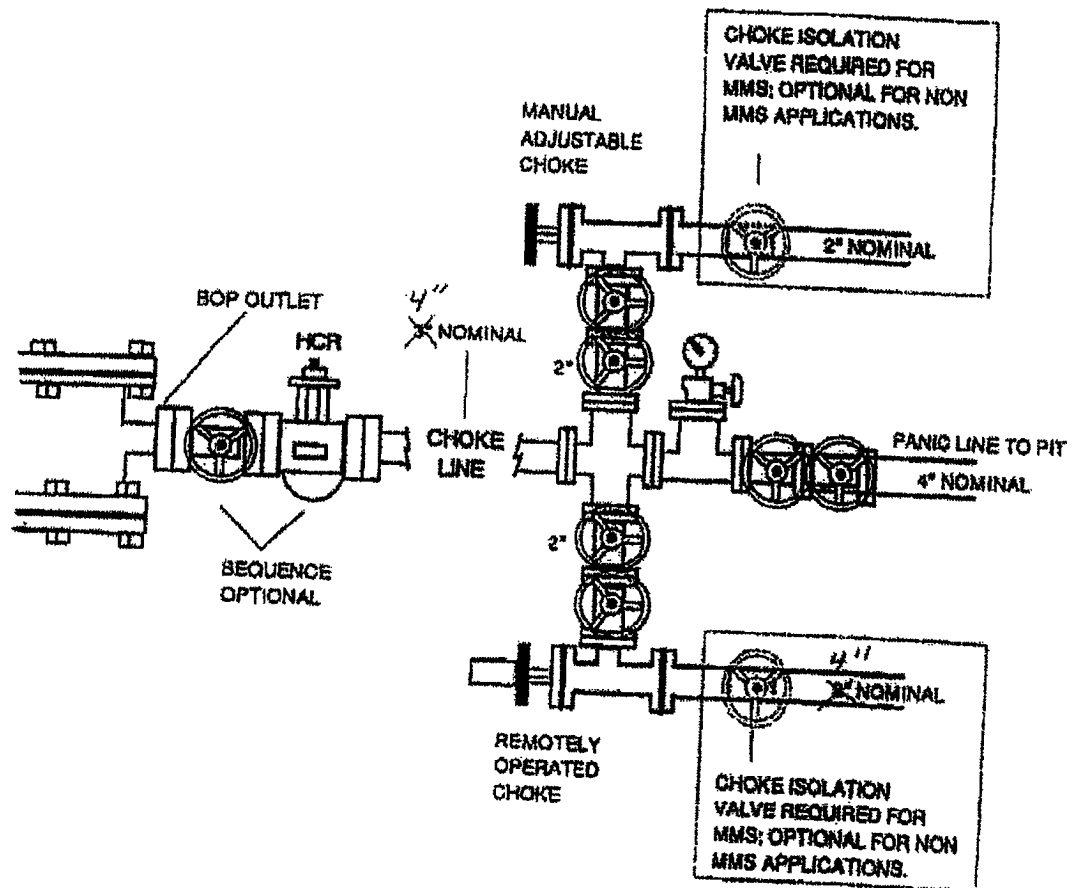 CHOKE ISOLATION
VALVE REQUIRED FOR
MMS; OPTIONAL FOR NON
MMS APPLICATIONS.
MANUAL
ADJUSTABLE
CHOKE
2" NOMINAL
BOP OUTLET
4"
3" NOMINAL
HCR
2"
CHOKE
LINE
PANIC LINE TO PIT
4" NOMINAL
2"
SEQUENCE
OPTIONAL
4"
NOMINAL
REMOTELY
OPERATED
CHOKE
CHOKE ISOLATION
VALVE REQUIRED FOR
MMS; OPTIONAL FOR NON
MMS APPLICATIONS.